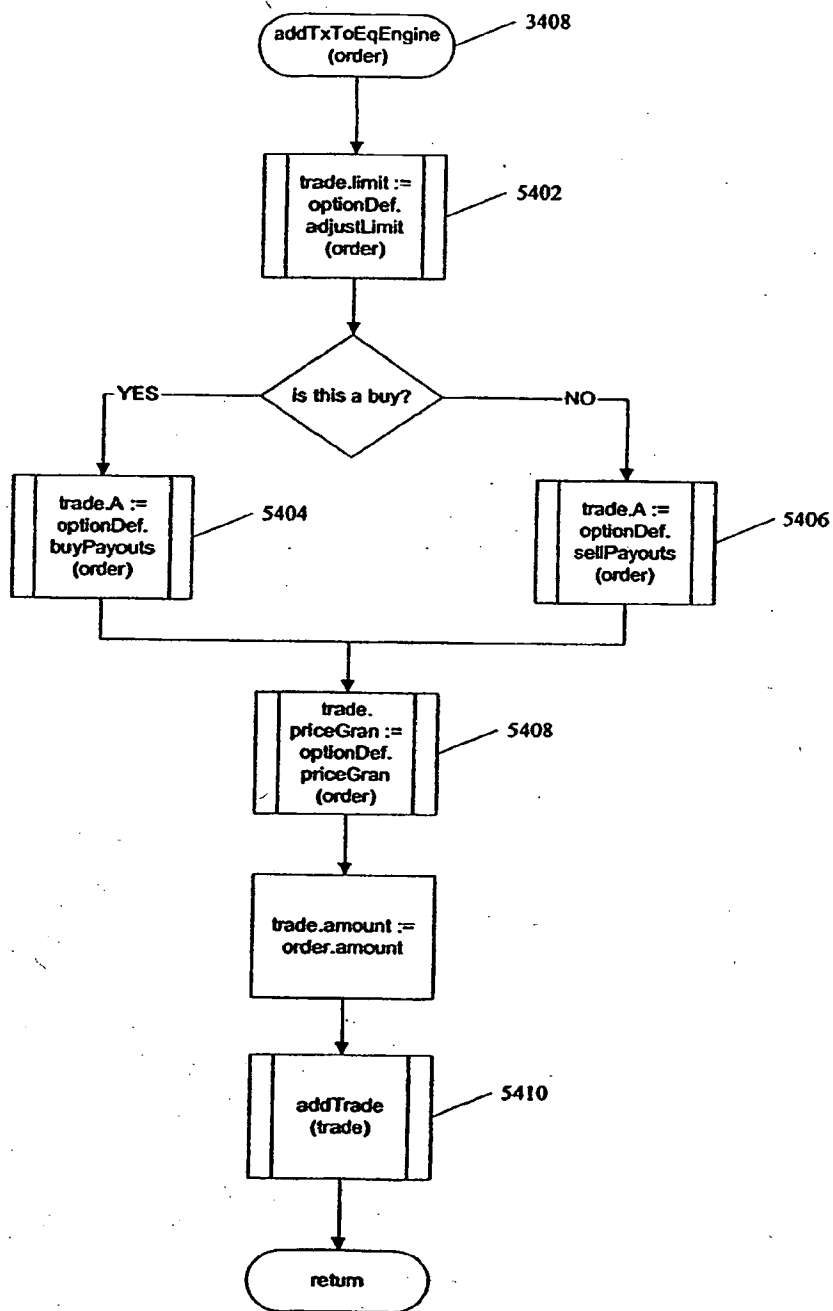 addTxToEqEngine
(order)
3408
trade.limit :=
optionDef.
adjustLimit
(order)
5402
is this a buy?
YES
NO
trade.A :=
optionDef.
buyPayouts
(order)
5404
trade.A :=
optionDef.
sellPayouts
(order)
5406
trade.
priceGran :=
optionDef.
priceGran
(order)
5408
trade.amount :=
order.amount
addTrade
(trade)
5410
return